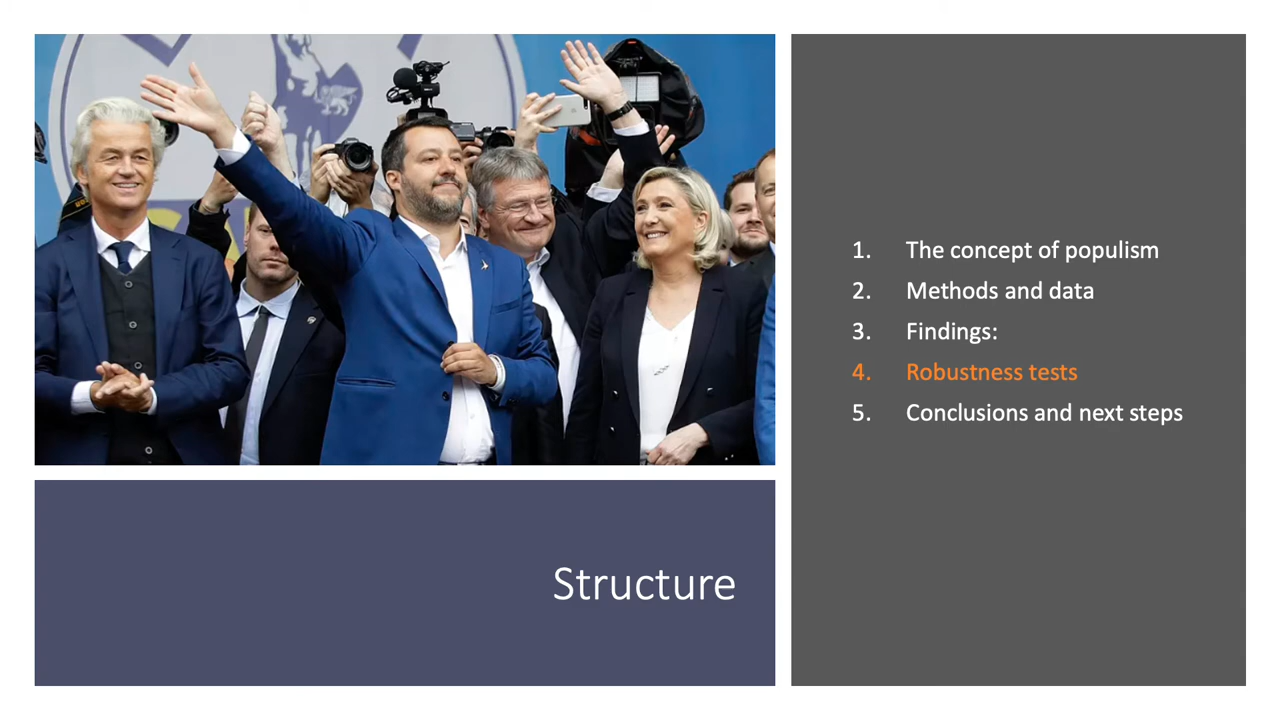 1. The concept of populism
2. Methods and data
3. Findings:
4. Robustness tests
5. Conclusions and next steps
Structure